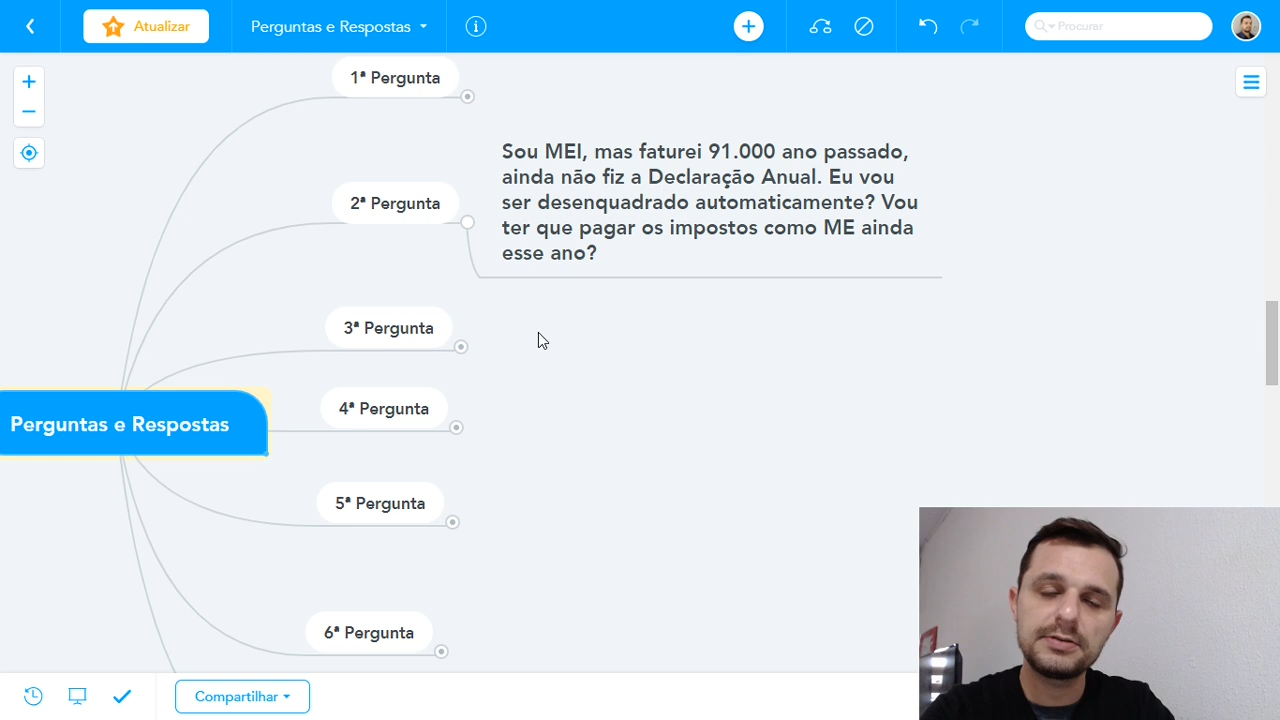 Atualizar
Perguntas e Respostas
Procurar
1ª Pergunta
Sou MEI, mas faturei 91.000 ano passado,
ainda não fiz a Declaração Anual. Eu vou
ser desenquadrado automaticamente? Vou
ter que pagar os impostos como ME ainda
esse ano?
2ª Pergunta
3ª Pergunta
4ª Pergunta
Perguntas e Respostas
5ª Pergunta
6ª Pergunta
Compartilhar